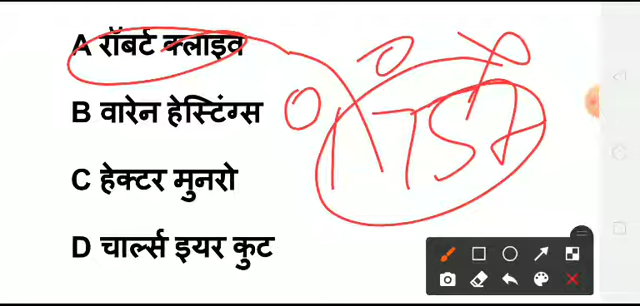 A रॉबर्ट क्लाइव
B वारेन हेस्टिंग्स
C हेक्टर मुनरो
D चार्ल्स इयर कुट